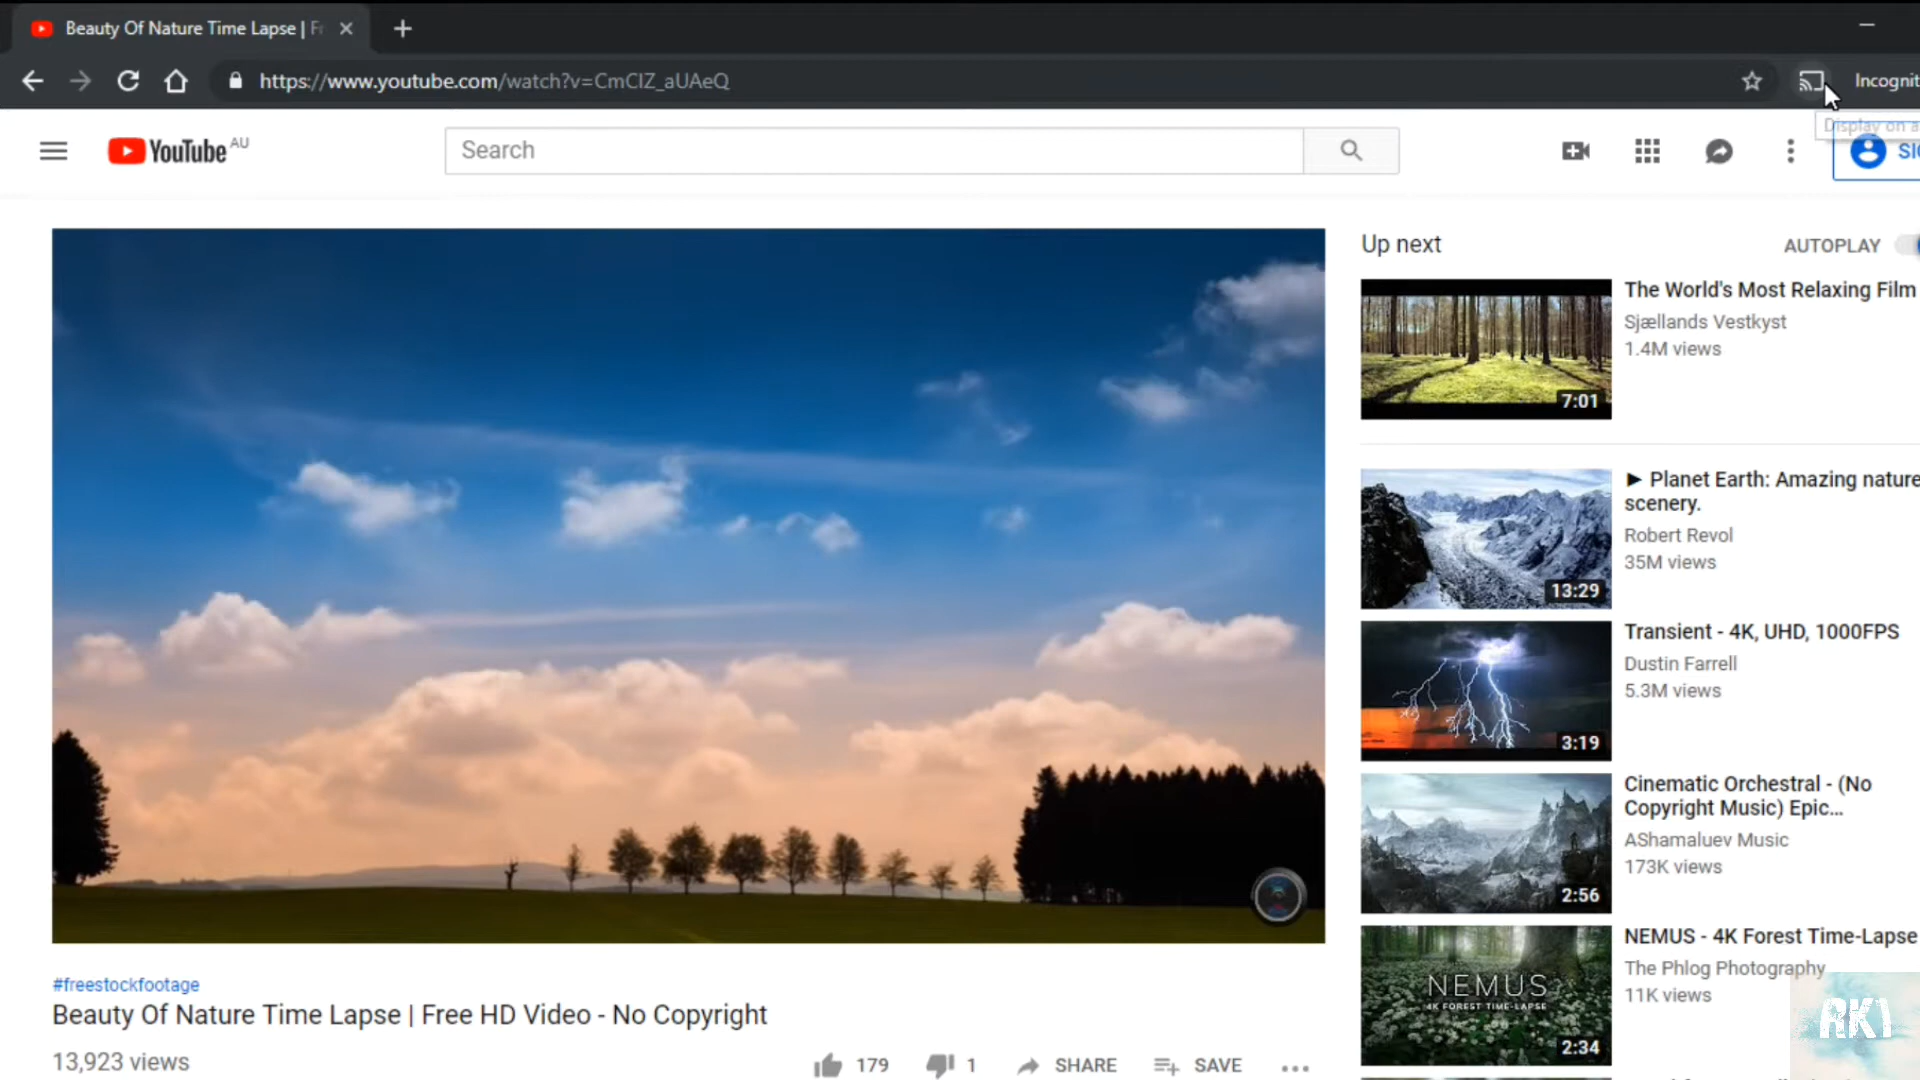 Beauty Of Nature Time Lapse | Fr
https://www.youtube.com/watch?v=CmClZ_aUAeQ
Incognit
Display on a
YouTube AU
Search
SIG
Up next
AUTOPLAY
The World's Most Relaxing Film
Sjællands Vestkyst
1.4M views
7:01
► Planet Earth: Amazing nature
scenery.
Robert Revol
35M views
13:29
Transient - 4K, UHD, 1000FPS
Dustin Farrell
5.3M views
3:19
Cinematic Orchestral - (No
Copyright Music) Epic...
AShamaluev Music
173K views
2:56
NEMUS - 4K Forest Time-Lapse
The Phlog Photography
11K views
NEMUS
4K FOREST TIME-LAPSE
2:34
RK1
#freestockfootage
Beauty Of Nature Time Lapse | Free HD Video - No Copyright
13,923 views
179
1
SHARE
SAVE